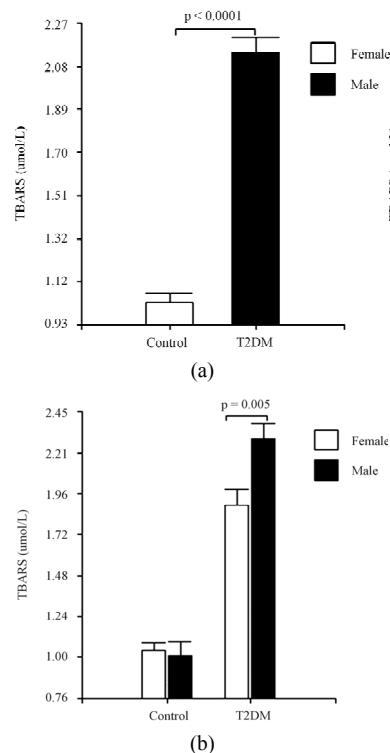 2.27
p < 0.0001
Female
2.08
Male
1.89
1.70
TBARS (umol/L)
1.51
1.32
1.12
0.93
Control
T2DM
(a)
2.45
p = 0.005
Female
2.21
Male
1.96
1.72
TBARS (umol/L)
1.48
1.24
1.00
0.76
Control
T2DM
(b)